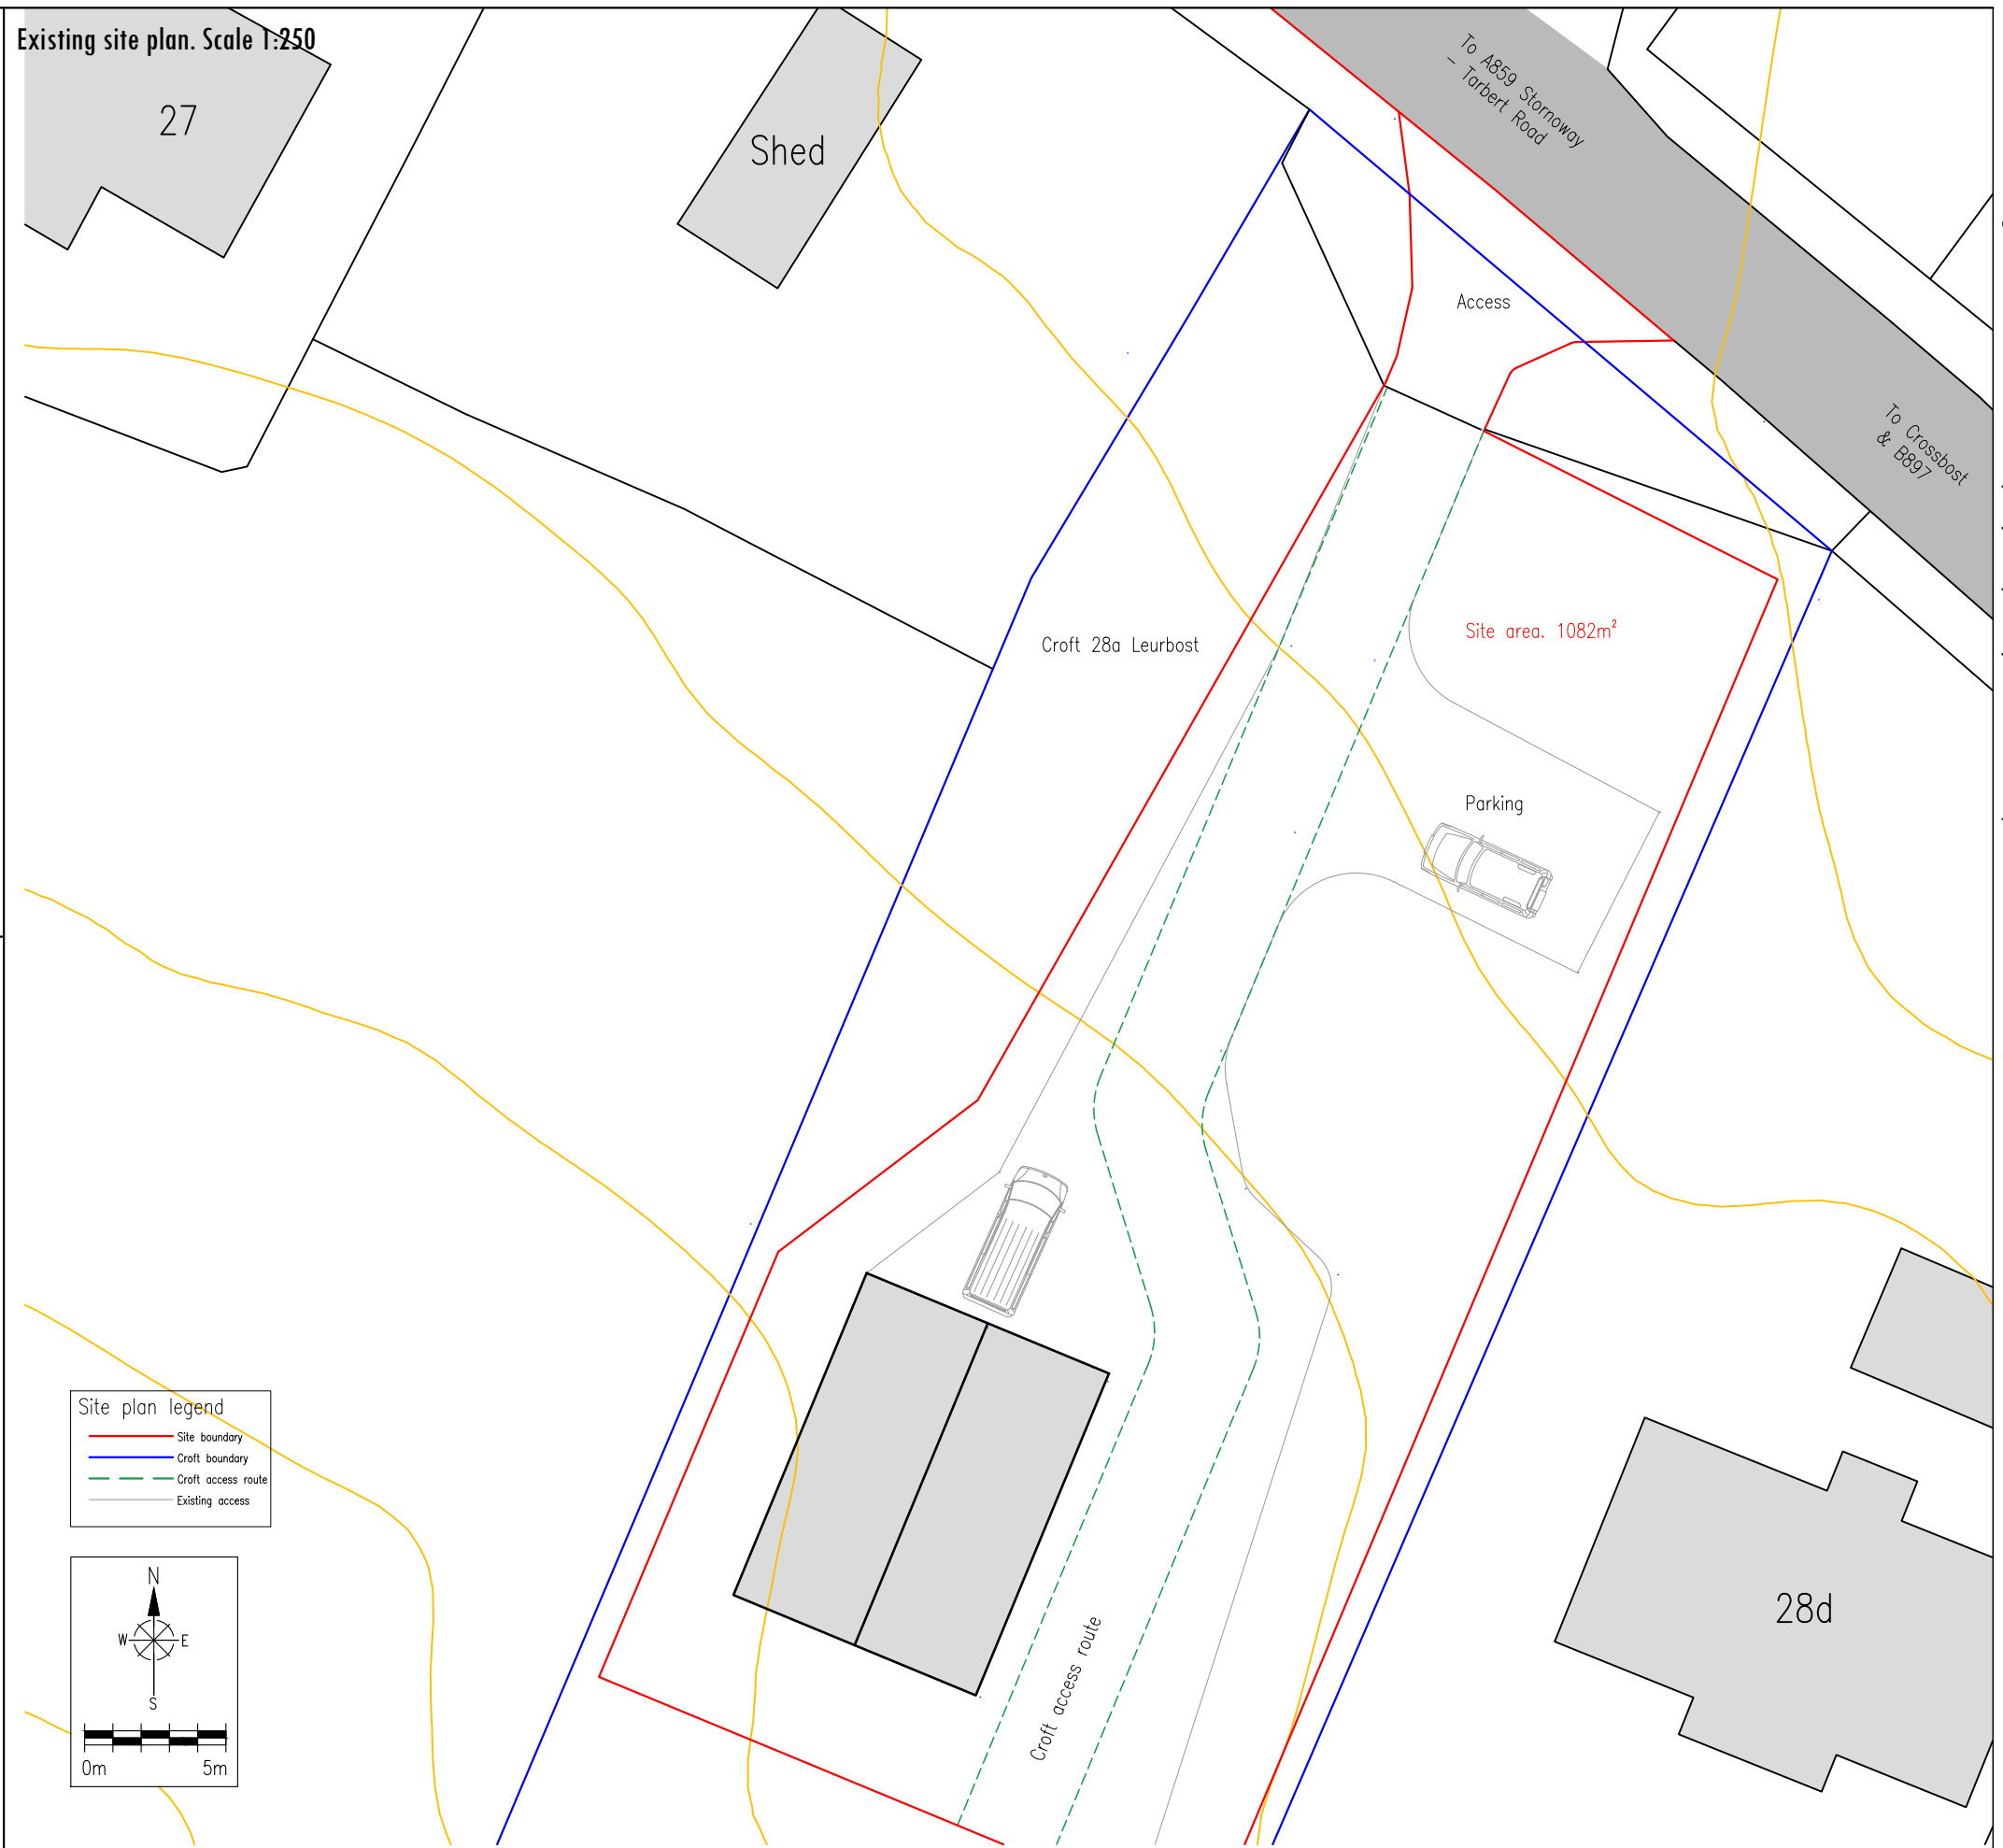 Existing site plan. Scale 1:250
27
Shed
To A859 Stornoway
- Tarbert Road
Access
To Crossbost
& B897
Croft 28a Leurbost
Site area. 1082m²
Parking
Site plan legend
Site boundary
Croft boundary
Croft access route
Existing access
N
W E
S
0m 5m
Croft access route
28d